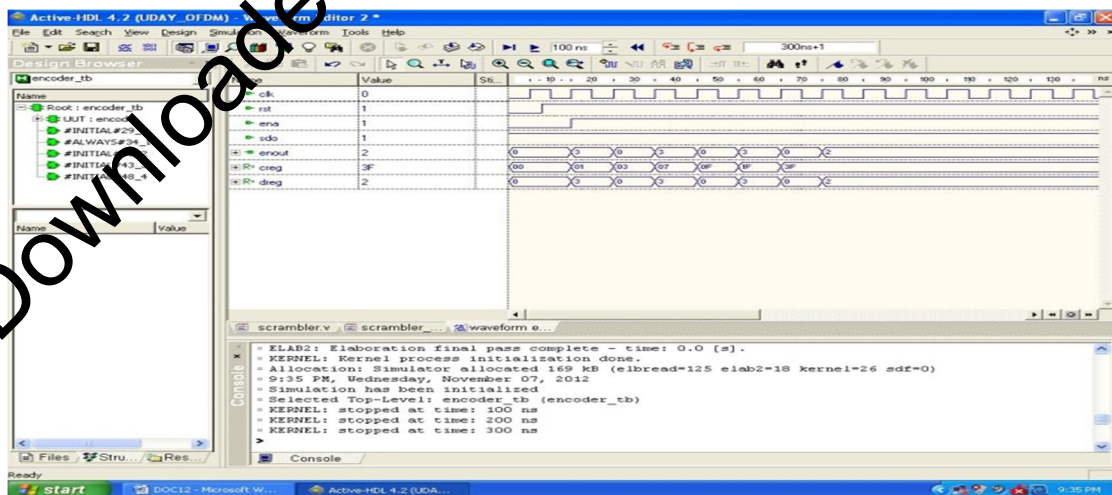 Active-HDL 4.2 (UDAY_OFDM) - Waveform Editor 2 *
File Edit Search View Design Simulation Waveform Tools Help
100 ns 300ns+1
Design Browser
encoder_tb
Name
Root : encoder_tb
UUT : encod
#INITIAL#29_
#ALWAYS#34_
#INITIAL#
#INITIAL#43_
#INIT #48_4
Name Value
Value Sti... 10 20 30 40 50 60 70 80 90 100 110 120 130 ns
clk 0
rst 1
ena 1
sdo 1
enout 2 0 3 0 3 0 3 0 2
creg 3F 00 01 03 07 0F 1F 3F
dreg 2 0 3 0 3 0 3 0 2
scrambler.v scrambler_... waveform e...
Console
ELAB2: Elaboration final pass complete - time: 0.0 [s].
KERNEL: Kernel process initialization done.
Allocation: Simulator allocated 169 kB (elbread=125 elab2=18 kernel=26 sdf=0)
9:35 PM, Wednesday, November 07, 2012
Simulation has been initialized
Selected Top-Level: encoder_tb (encoder_tb)
KERNEL: stopped at time: 100 ns
KERNEL: stopped at time: 200 ns
KERNEL: stopped at time: 300 ns
>
Files Stru... Res... Console
Ready
start DOC12 - Microsoft W... Active-HDL 4.2 (UDA... 9:35 PM
Downloade